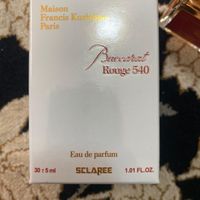 Maison
Francis Kurkdjian
Paris
Baccarat
Rouge 540
Eau de parfum
30 ± 5 ml
SCLAREE
1.01 FL.OZ.